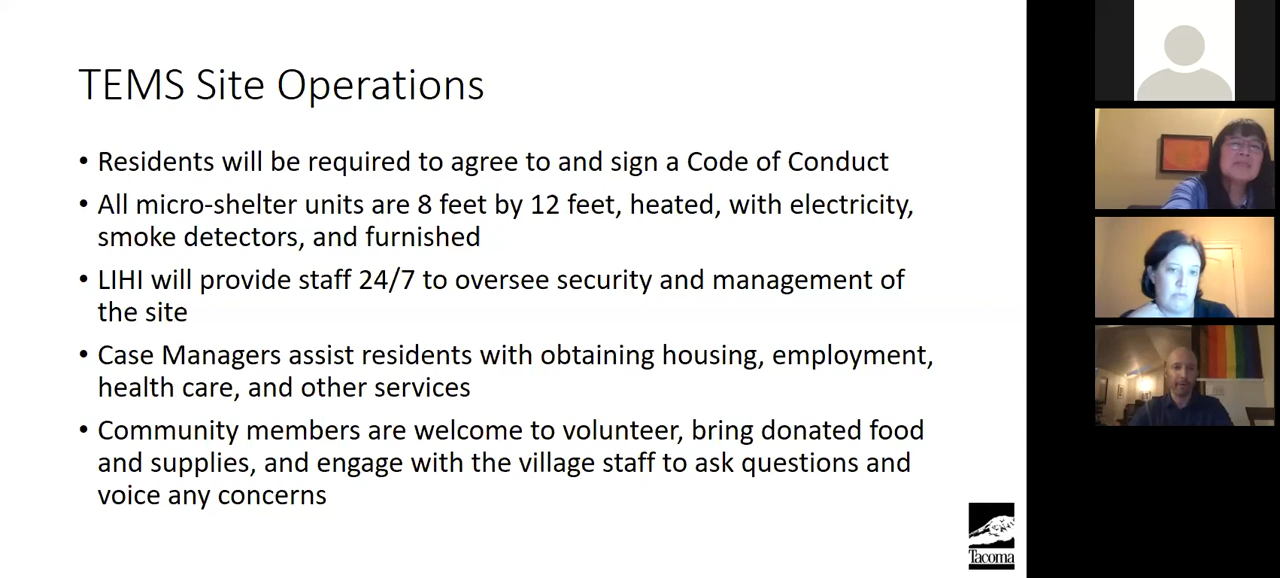 TEMS Site Operations
• Residents will be required to agree to and sign a Code of Conduct
• All micro-shelter units are 8 feet by 12 feet, heated, with electricity,
smoke detectors, and furnished
• LIHI will provide staff 24/7 to oversee security and management of
the site
• Case Managers assist residents with obtaining housing, employment,
health care, and other services
• Community members are welcome to volunteer, bring donated food
and supplies, and engage with the village staff to ask questions and
voice any concerns
Tacoma